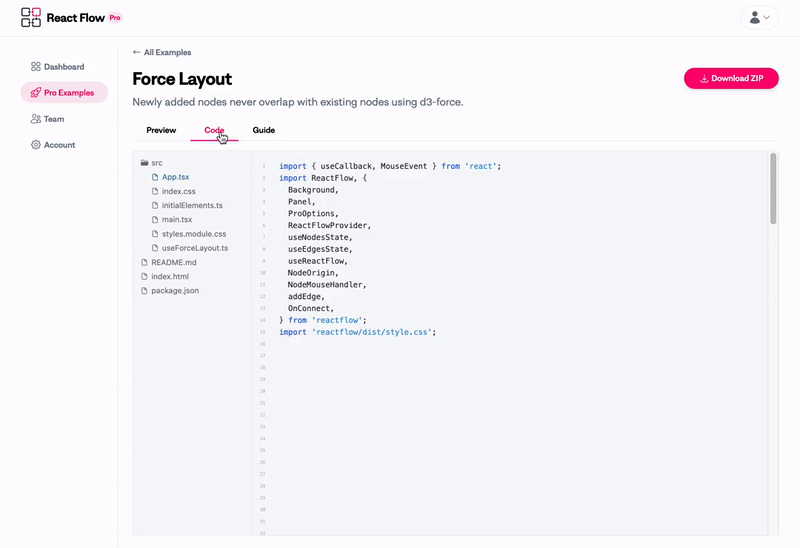 React Flow Pro
Dashboard
Pro Examples
Team
Account
← All Examples
Force Layout
Newly added nodes never overlap with existing nodes using d3-force.
Download ZIP
Preview
Code
Guide
src
App.tsx
index.css
initialElements.ts
main.tsx
styles.module.css
useForceLayout.ts
README.md
index.html
package.json
1 import { useCallback, MouseEvent } from 'react';
2 import ReactFlow, {
3 Background,
4 Panel,
5 ProOptions,
6 ReactFlowProvider,
7 useNodesState,
8 useEdgesState,
9 useReactFlow,
10 NodeOrigin,
11 NodeMouseHandler,
12 addEdge,
13 OnConnect,
14 } from 'reactflow';
15 import 'reactflow/dist/style.css';
16
17
18
19
20
21
22
23
24
25
26
27
28
29
30
31
32